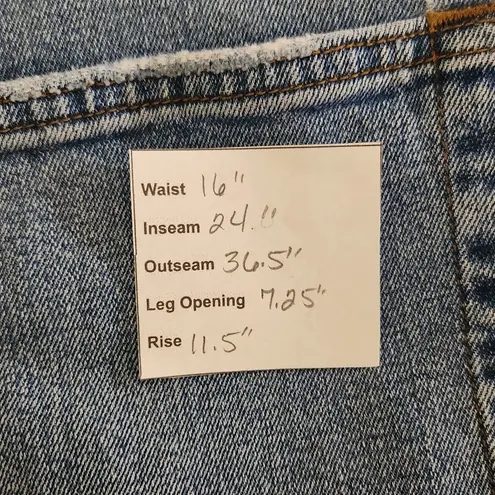 Waist 16"
Inseam 24."
Outseam 36.5"
Leg Opening 7.25"
Rise 11.5"